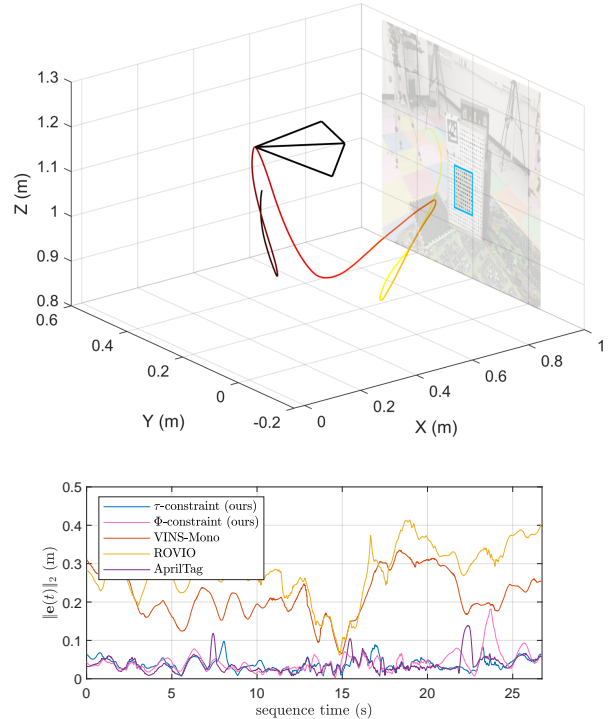 1.3
1.2
1.1
1
0.9
0.8
Z (m)
0.6
0.4
0.2
0
-0.2
Y (m)
0
0.2
0.4
0.6
0.8
1
X (m)
0.5
0.4
0.3
0.2
0.1
0
‖e(t)‖₂ (m)
τ-constraint (ours)
Φ-constraint (ours)
VINS-Mono
ROVIO
AprilTag
0 5 10 15 20 25
sequence time (s)